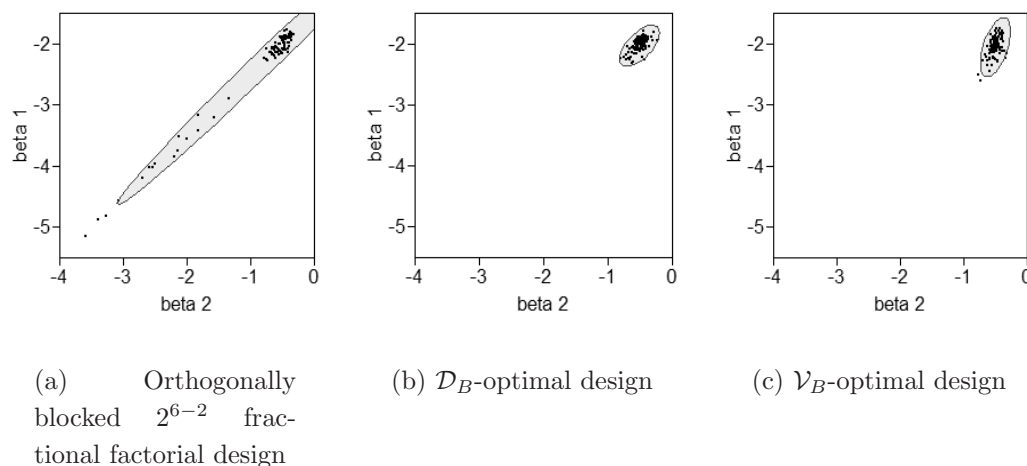 -2
-3
-4
-5
beta 1
-4
-3
-2
-1
0
beta 2
-2
-3
-4
-5
beta 1
-4
-3
-2
-1
0
beta 2
-2
-3
-4
-5
beta 1
-4
-3
-2
-1
0
beta 2
(a) Orthogonally
blocked 2^{6−2} frac-
tional factorial design
(b) 𝒟_B-optimal design
(c) 𝒱_B-optimal design